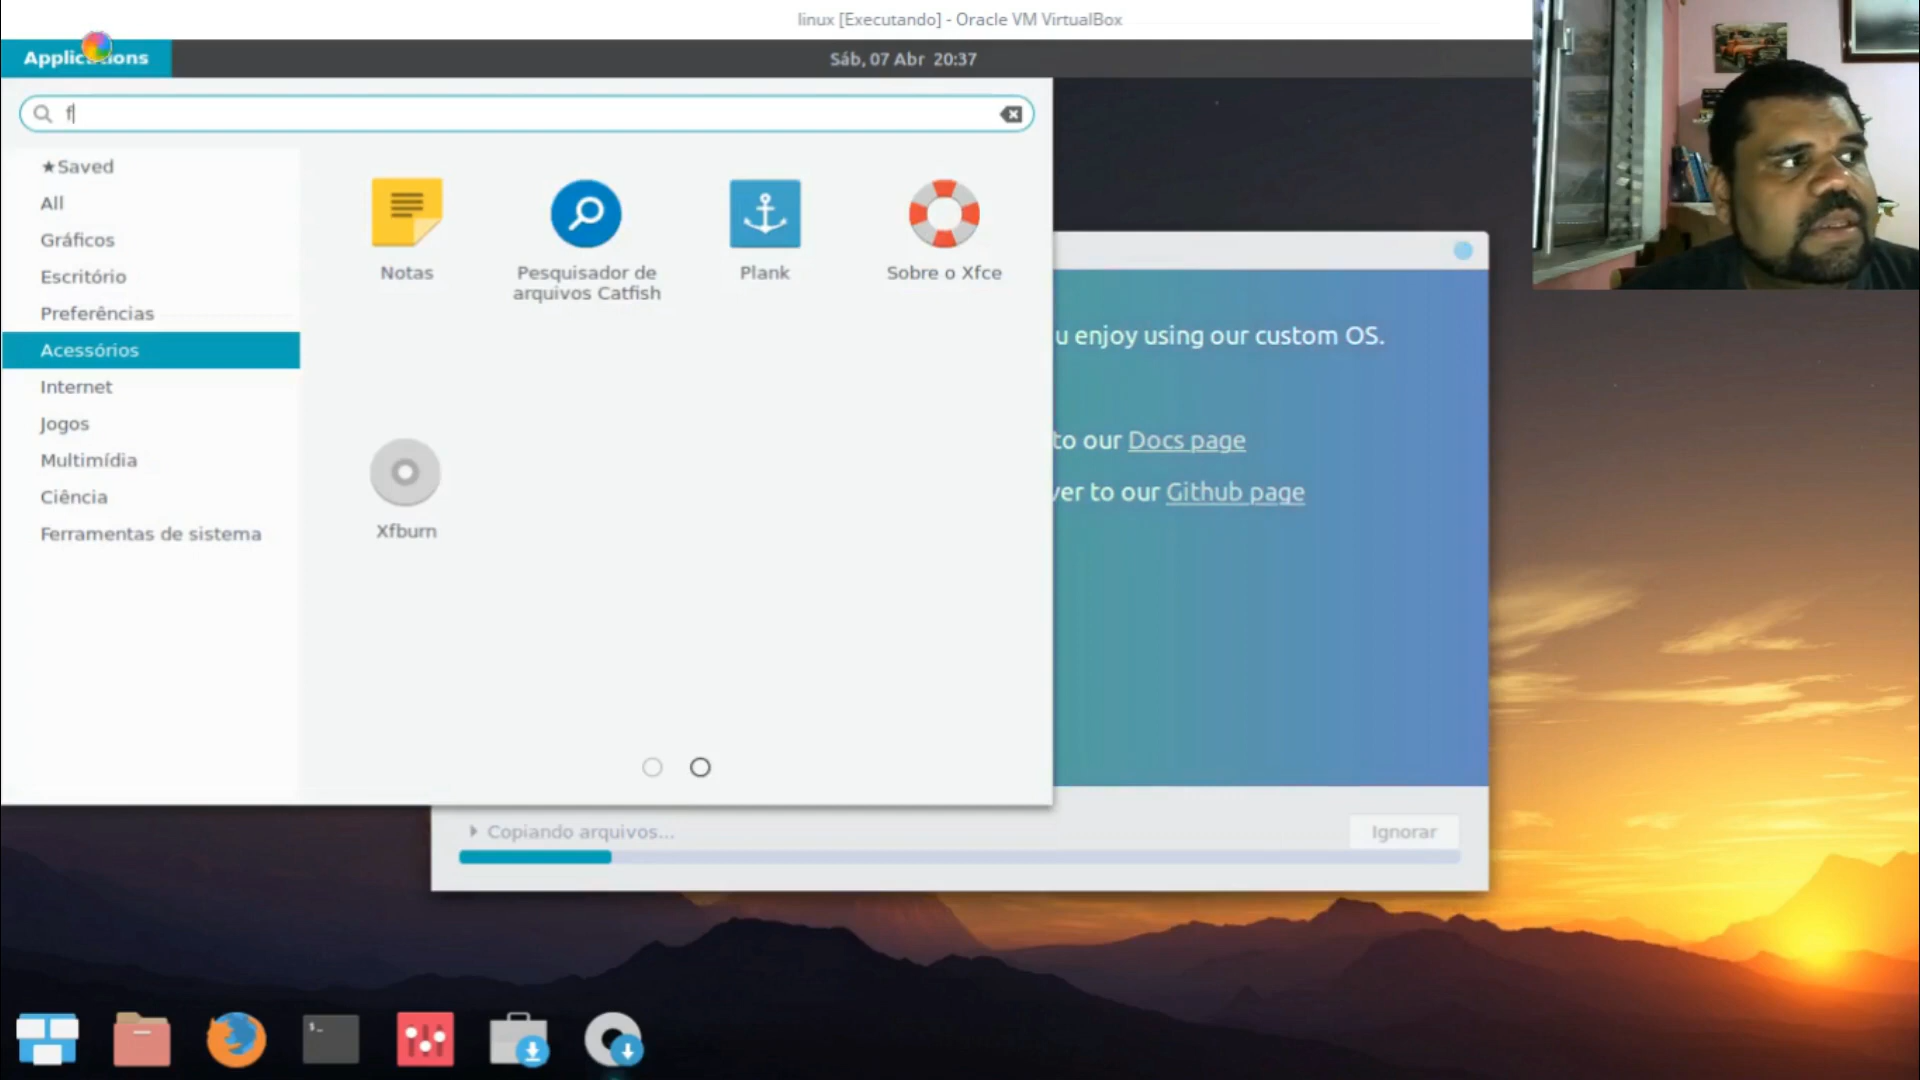 linux [Executando] - Oracle VM VirtualBox
Applications
Sáb, 07 Abr 20:37
f
★Saved
All
Gráficos
Escritório
Preferências
Acessórios
Internet
Jogos
Multimídia
Ciência
Ferramentas de sistema
Notas
Pesquisador de
arquivos Catfish
Plank
Sobre o Xfce
Xfburn
u enjoy using our custom OS.
to our Docs page
ver to our Github page
Copiando arquivos...
Ignorar